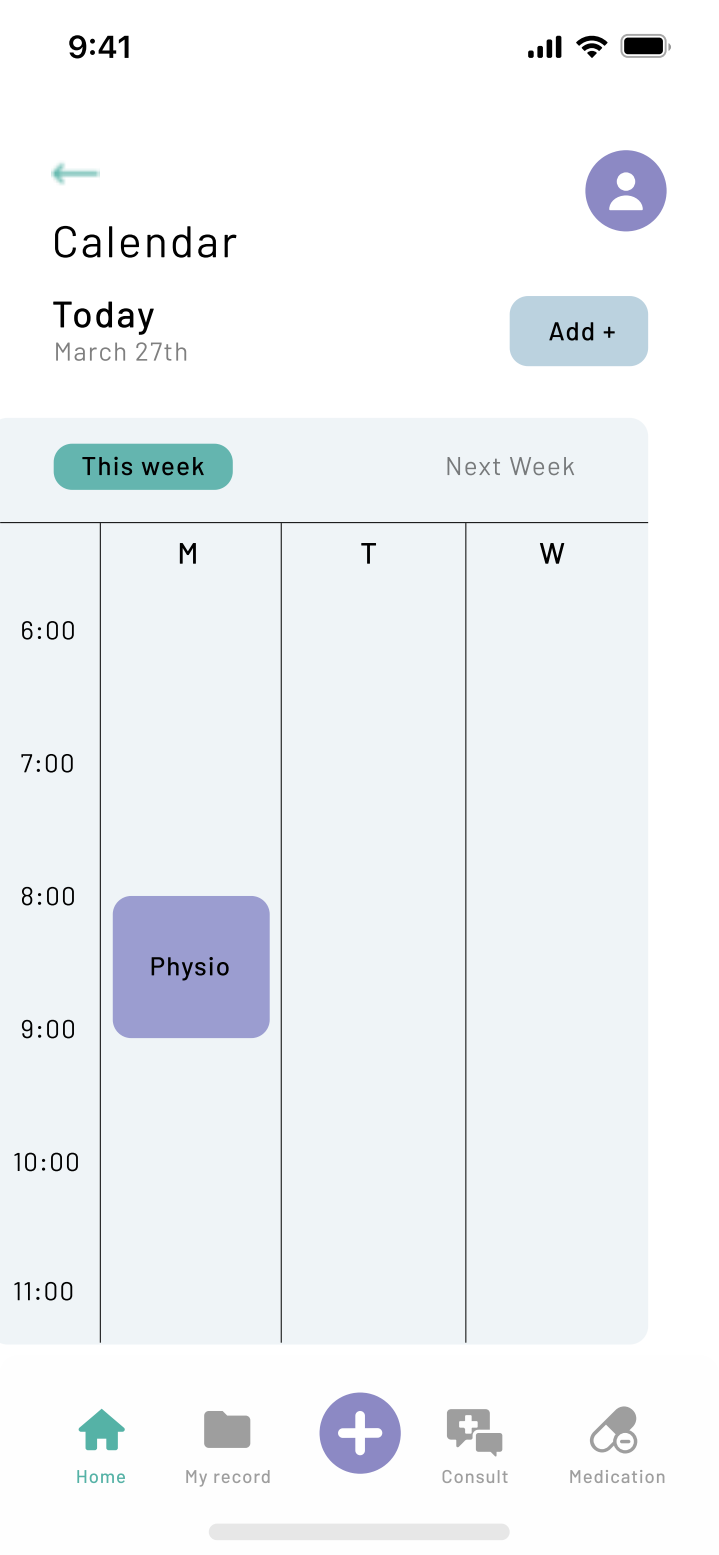 9:41
Calendar
Today
March 27th
Add +
This week
Next Week
M T W
6:00
7:00
8:00
Physio
9:00
10:00
11:00
Home My record Consult Medication